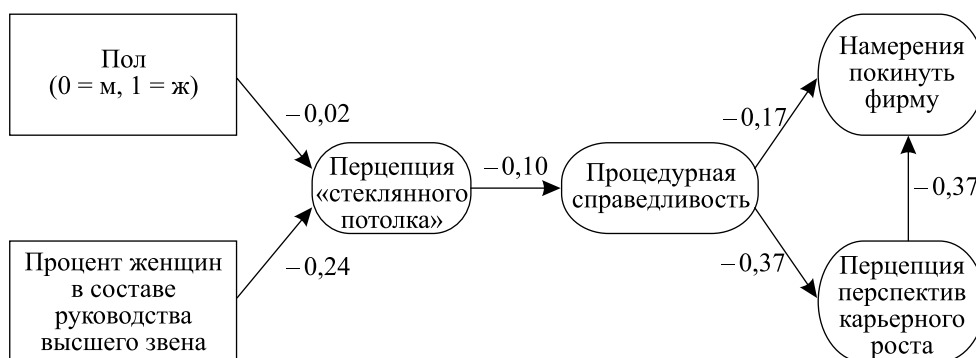 Пол
(0 = м, 1 = ж)
−0,02
Процент женщин
в составе
руководства
высшего звена
−0,24
Перцепция
«стеклянного
потолка»
−0,10
Процедурная
справедливость
−0,17
−0,37
Намерения
покинуть
фирму
−0,37
Перцепция
перспектив
карьерного
роста